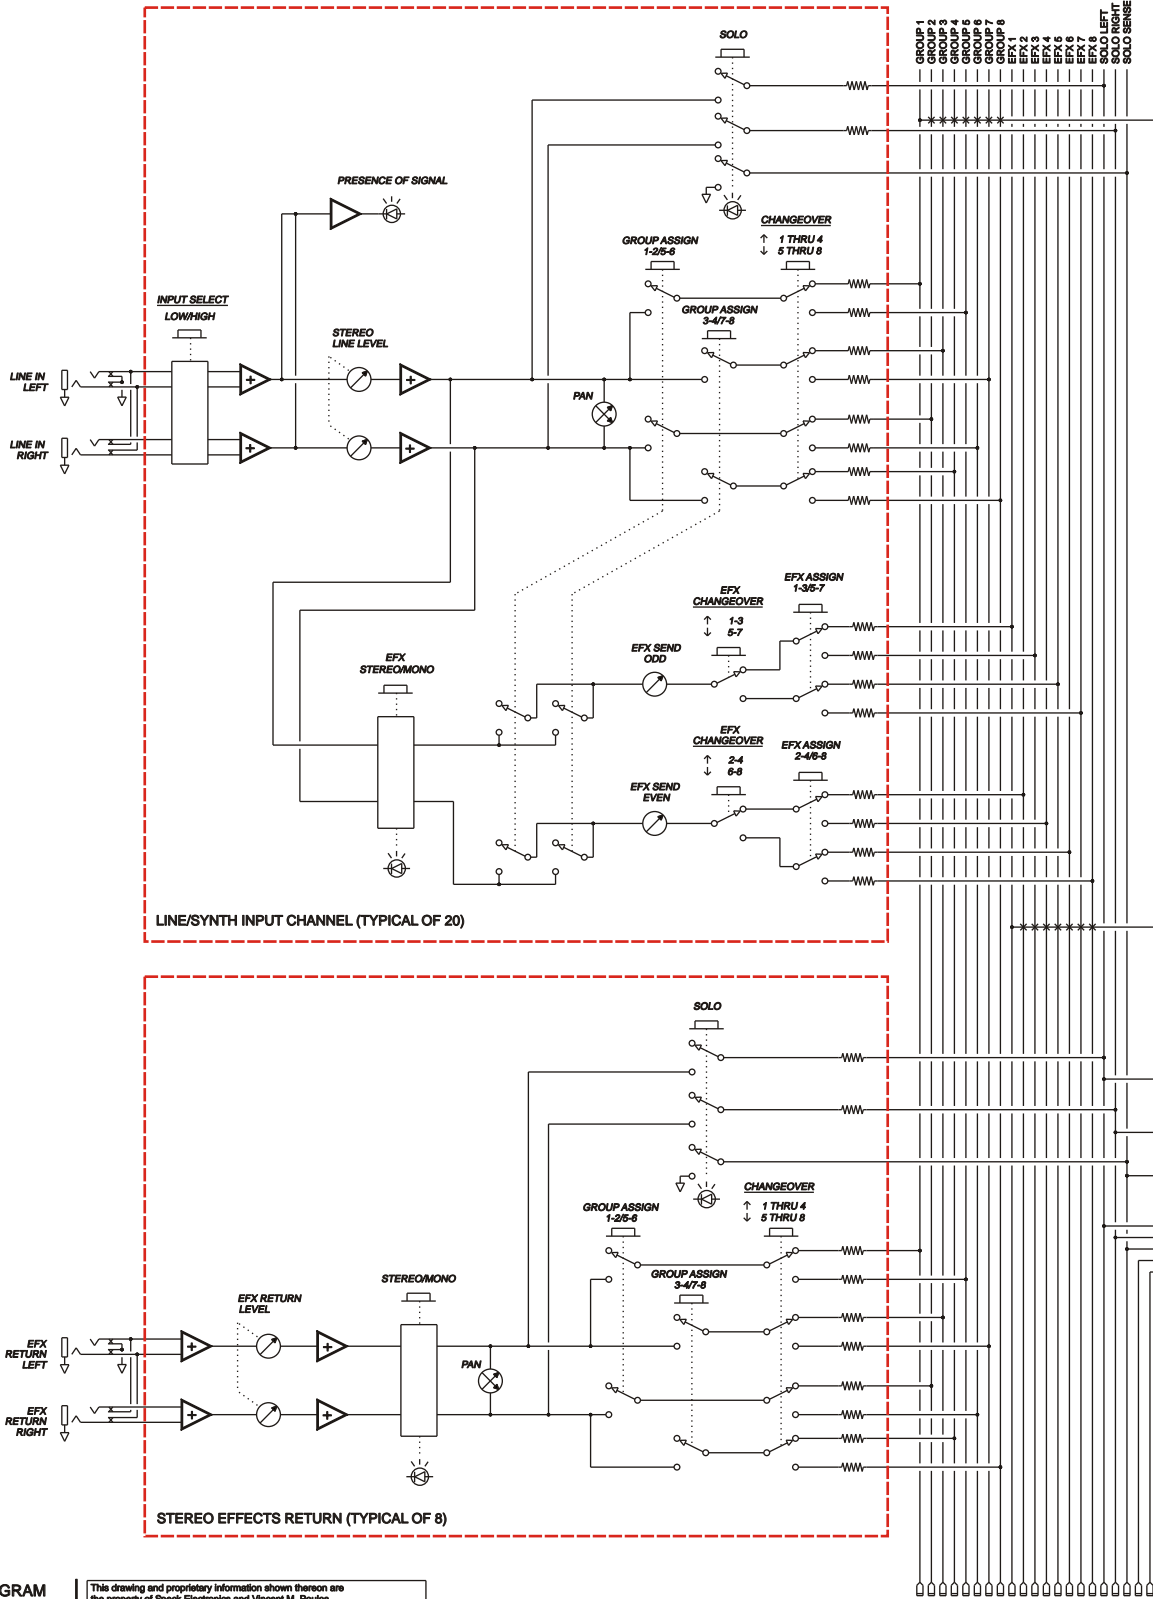 GROUP 1
GROUP 2
GROUP 3
GROUP 4
GROUP 5
GROUP 6
GROUP 7
GROUP 8
EFX 1
EFX 2
EFX 3
EFX 4
EFX 5
EFX 6
EFX 7
EFX 8
SOLO LEFT
SOLO RIGHT
SOLO SENSE
SOLO
PRESENCE OF SIGNAL
GROUP ASSIGN
1-2/5-6
CHANGEOVER
↑ 1 THRU 4
↓ 5 THRU 8
INPUT SELECT
LOW/HIGH
STEREO
LINE LEVEL
GROUP ASSIGN
3-4/7-8
LINE IN
LEFT
PAN
LINE IN
RIGHT
EFX
CHANGEOVER
↑ 1-3
↓ 5-7
EFX ASSIGN
1-3/5-7
EFX
STEREO/MONO
EFX SEND
ODD
EFX
CHANGEOVER
↑ 2-4
↓ 6-8
EFX ASSIGN
2-4/6-8
EFX SEND
EVEN
LINE/SYNTH INPUT CHANNEL (TYPICAL OF 20)
SOLO
GROUP ASSIGN
1-2/5-6
CHANGEOVER
↑ 1 THRU 4
↓ 5 THRU 8
STEREO/MONO
GROUP ASSIGN
3-4/7-8
EFX RETURN
LEVEL
EFX
RETURN
LEFT
PAN
EFX
RETURN
RIGHT
STEREO EFFECTS RETURN (TYPICAL OF 8)
GRAM
This drawing and proprietary information shown thereon are
the property of Speck Electronics and Vincent M. Poulos